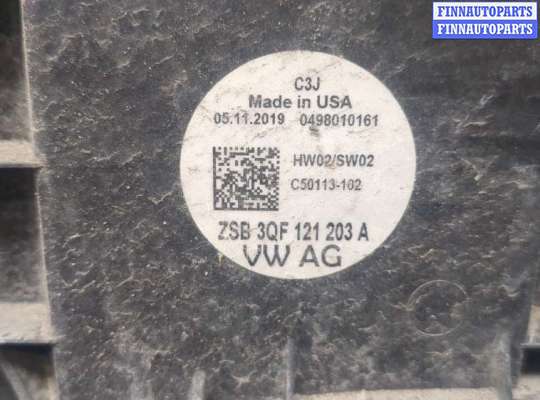 FINNAUTOPARTS
FINNAUTOPARTS
C3J
Made in USA
05.11.2019 0498010161
HW02/SW02
C50113-102
ZSB 3QF 121 203 A
VW AG